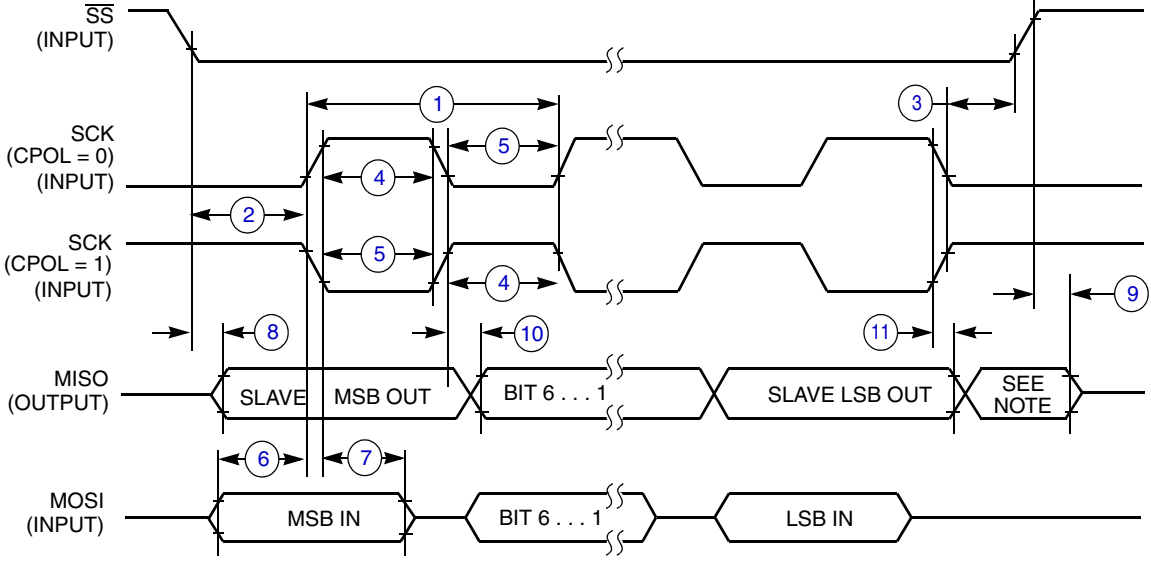 SS
(INPUT)
1
3
SCK
(CPOL = 0)
(INPUT)
5
4
2
SCK
(CPOL = 1)
(INPUT)
5
4
9
8
10
11
MISO
(OUTPUT)
SLAVE MSB OUT
BIT 6 . . . 1
SLAVE LSB OUT
SEE
NOTE
6
7
MOSI
(INPUT)
MSB IN
BIT 6 . . . 1
LSB IN